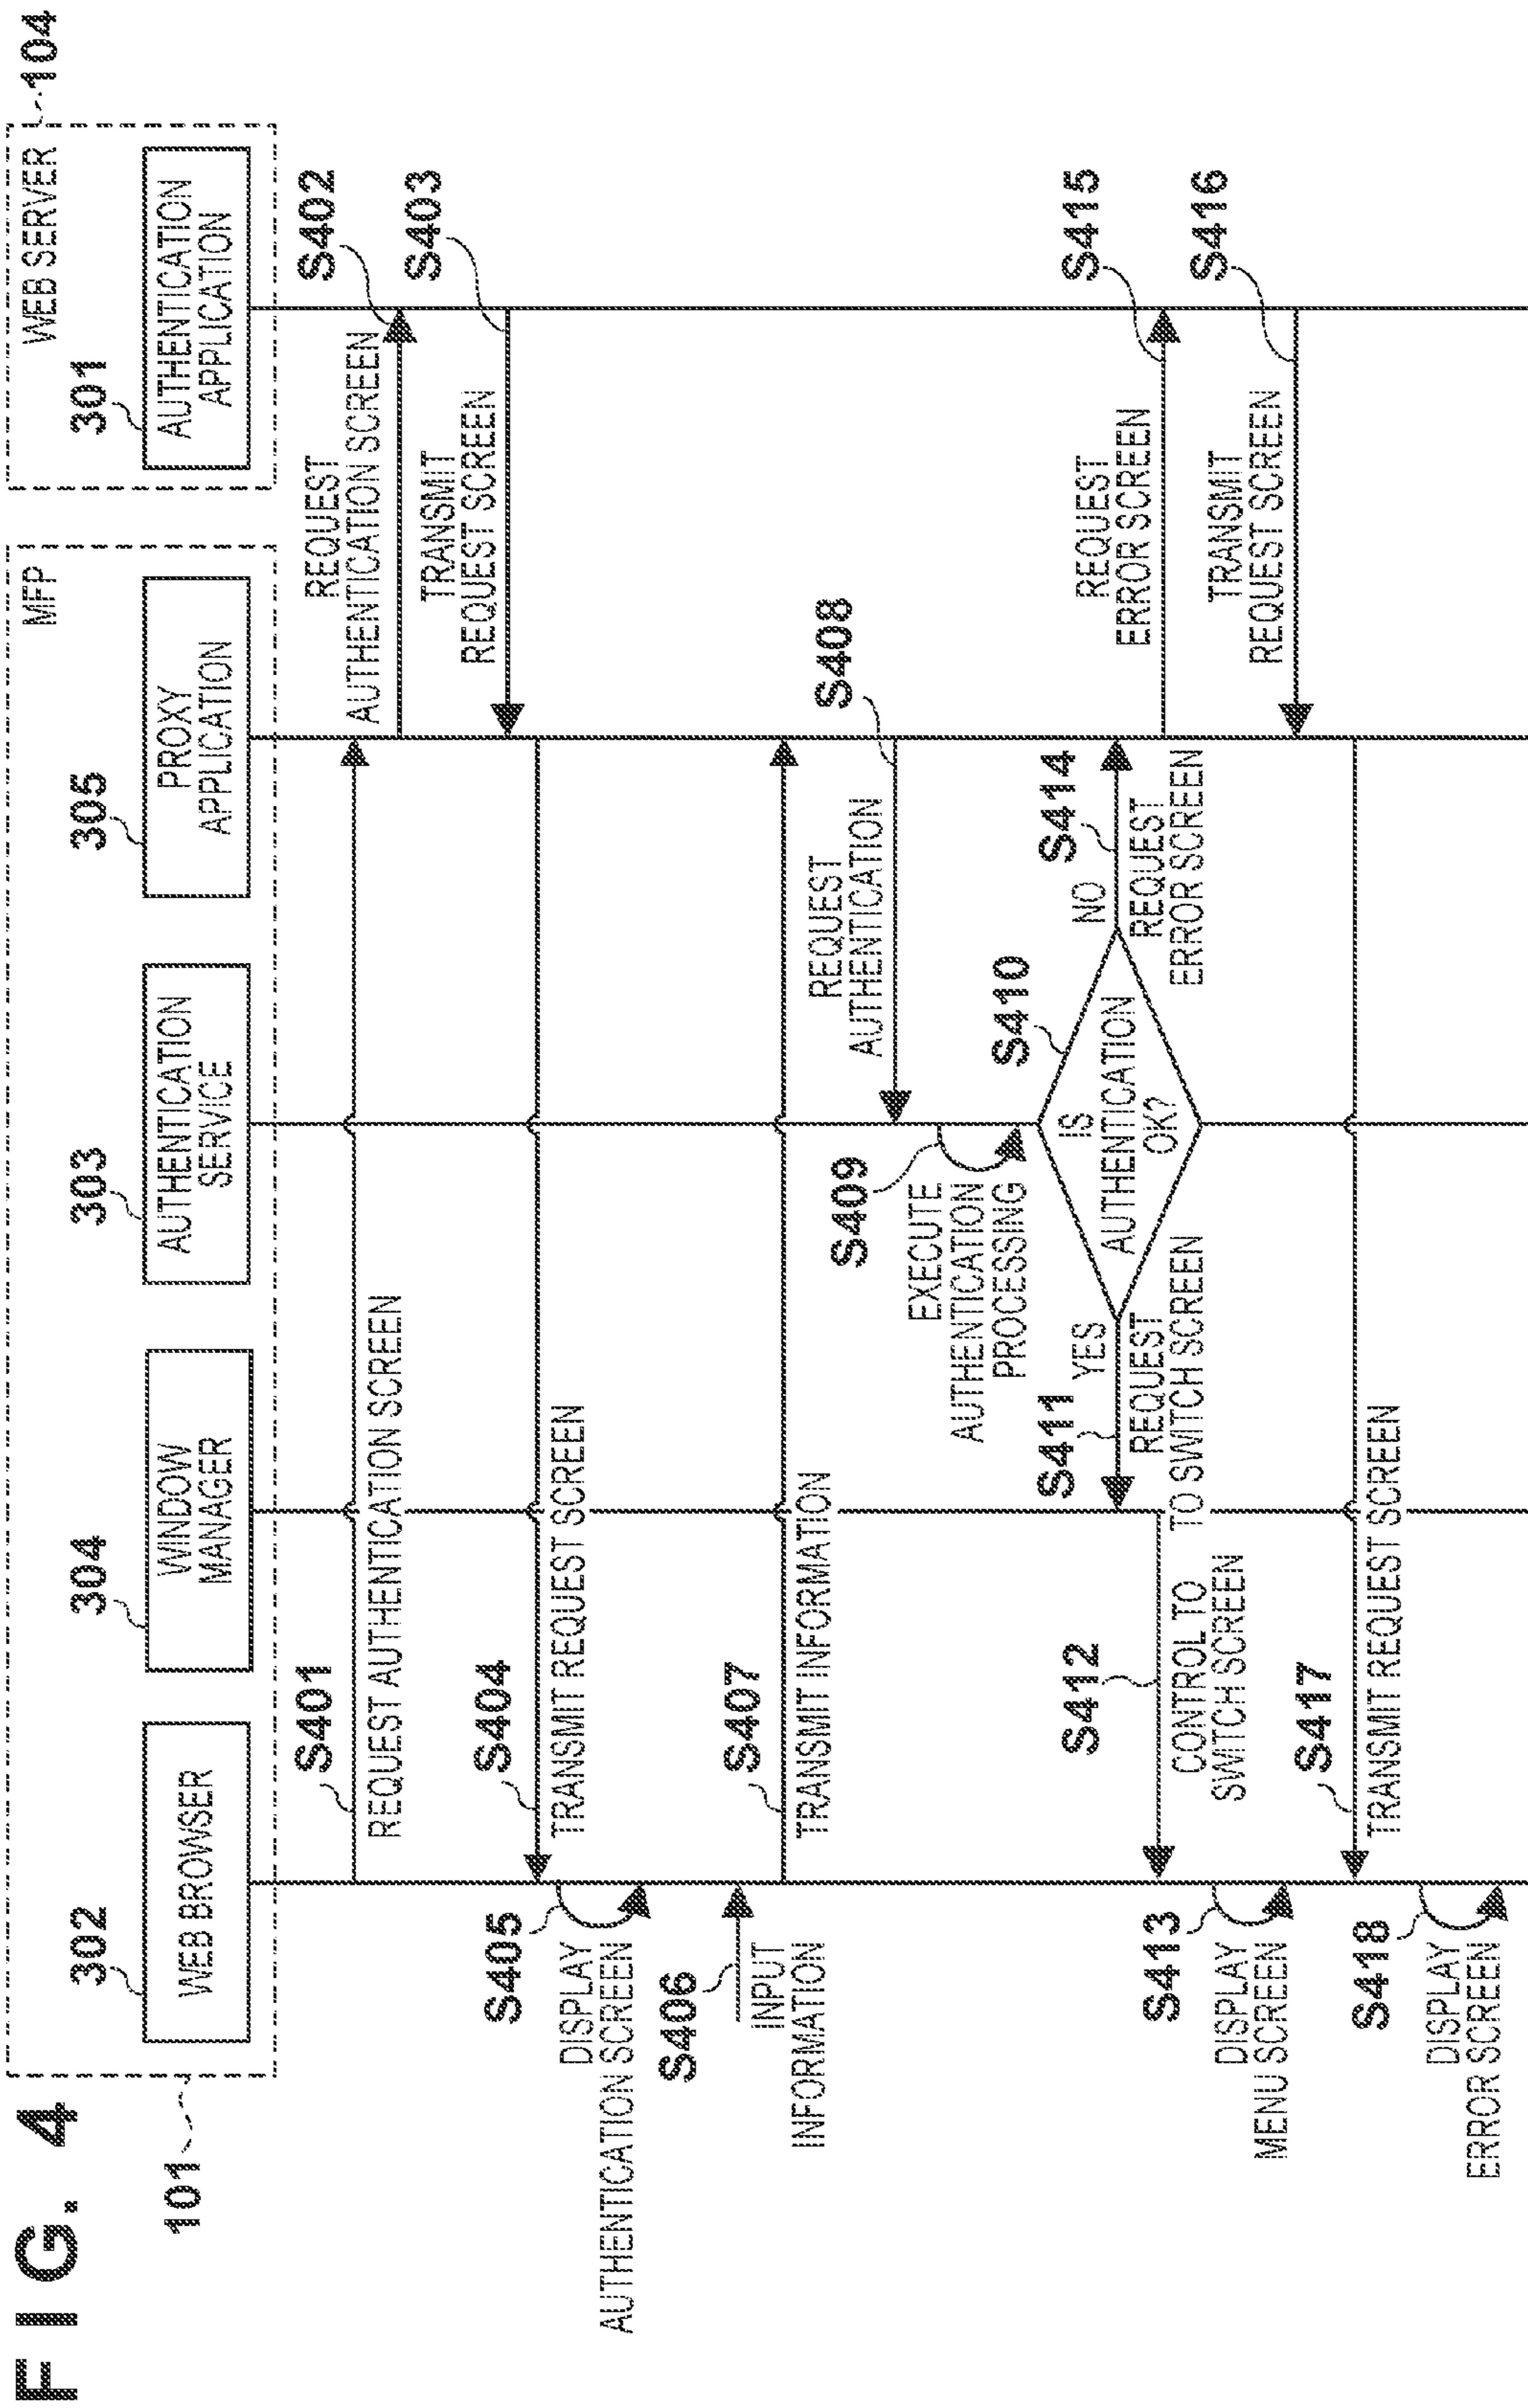 FIG. 4
101
MFP
302
WEB BROWSER
304
WINDOW
MANAGER
303
AUTHENTICATION
SERVICE
305
PROXY
APPLICATION
104
WEB SERVER
301
AUTHENTICATION
APPLICATION
S401
REQUEST AUTHENTICATION SCREEN
S402
REQUEST
AUTHENTICATION SCREEN
S403
TRANSMIT
REQUEST SCREEN
S404
TRANSMIT REQUEST SCREEN
S405
DISPLAY
AUTHENTICATION SCREEN
S406
INPUT
INFORMATION
S407
TRANSMIT INFORMATION
S408
REQUEST
AUTHENTICATION
S409
EXECUTE
AUTHENTICATION
PROCESSING
S410
IS
AUTHENTICATION
OK?
YES
S411
REQUEST
TO SWITCH SCREEN
S412
CONTROL TO
SWITCH SCREEN
S413
DISPLAY
MENU SCREEN
NO
S414
REQUEST
ERROR SCREEN
S415
REQUEST
ERROR SCREEN
S416
TRANSMIT
REQUEST SCREEN
S417
TRANSMIT REQUEST SCREEN
S418
DISPLAY
ERROR SCREEN